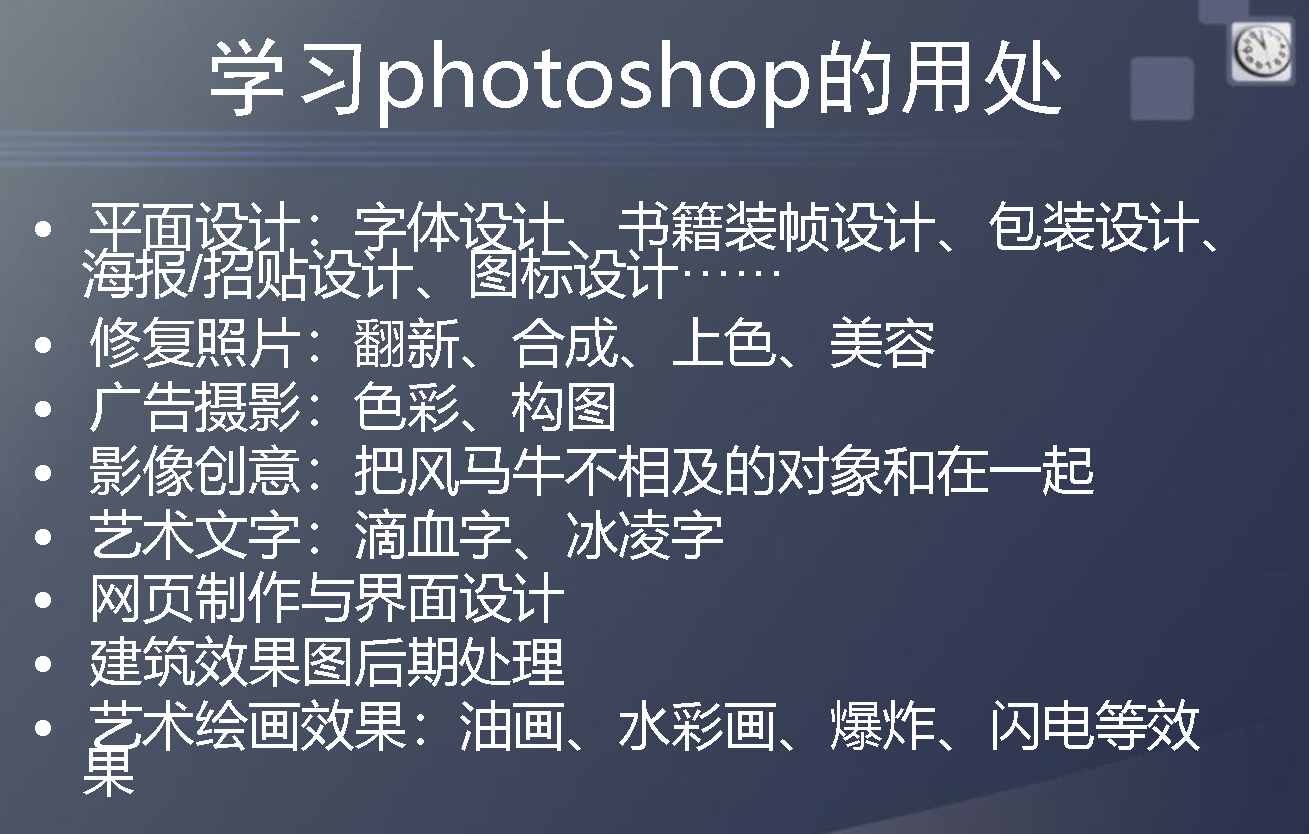 学习photoshop的用处
• 平面设计：字体设计、书籍装帧设计、包装设计、
海报/招贴设计、图标设计……
• 修复照片：翻新、合成、上色、美容
• 广告摄影：色彩、构图
• 影像创意：把风马牛不相及的对象和在一起
• 艺术文字：滴血字、冰凌字
• 网页制作与界面设计
• 建筑效果图后期处理
• 艺术绘画效果：油画、水彩画、爆炸、闪电等效
果